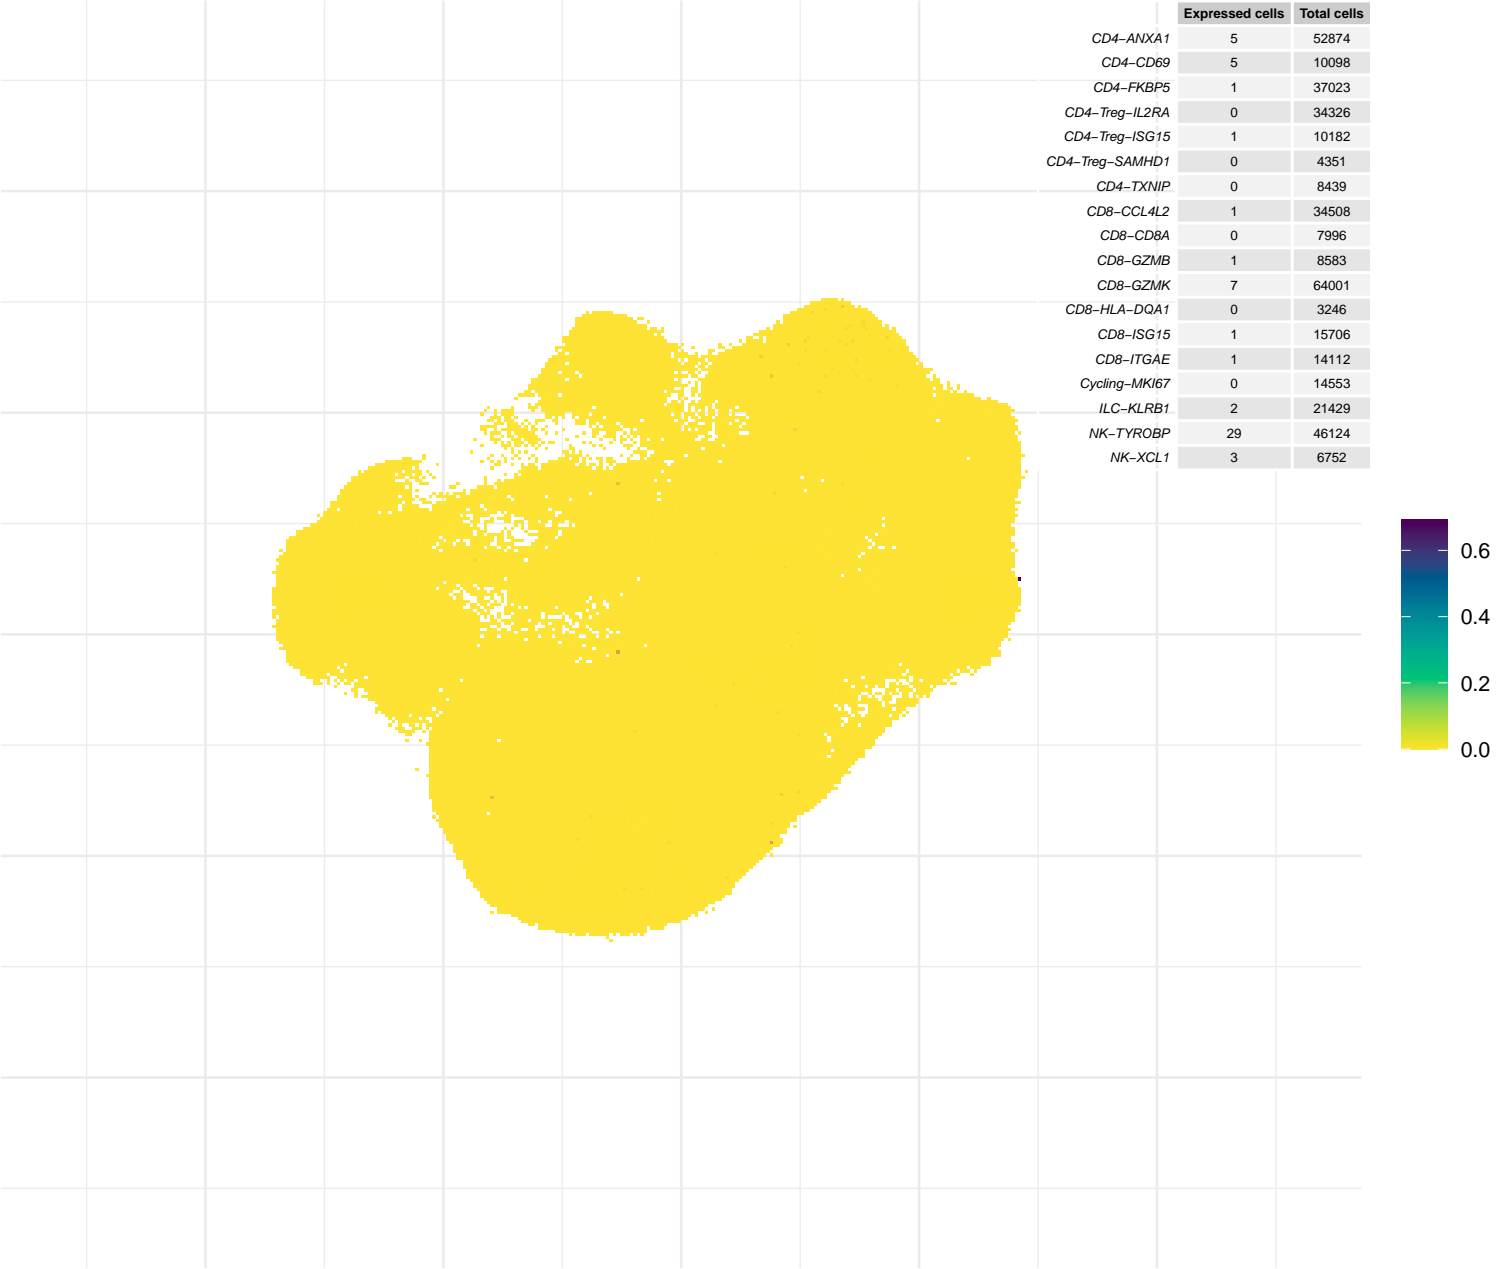 Expressed cells Total cells
CD4−ANXA1 5 52874
CD4−CD69 5 10098
CD4−FKBP5 1 37023
CD4−Treg−IL2RA 0 34326
CD4−Treg−ISG15 1 10182
CD4−Treg−SAMHD1 0 4351
CD4−TXNIP 0 8439
CD8−CCL4L2 1 34508
CD8−CD8A 0 7996
CD8−GZMB 1 8583
CD8−GZMK 7 64001
CD8−HLA−DQA1 0 3246
CD8−ISG15 1 15706
CD8−ITGAE 1 14112
Cycling−MKI67 0 14553
ILC−KLRB1 2 21429
NK−TYROBP 29 46124
NK−XCL1 3 6752
0.6
0.4
0.2
0.0